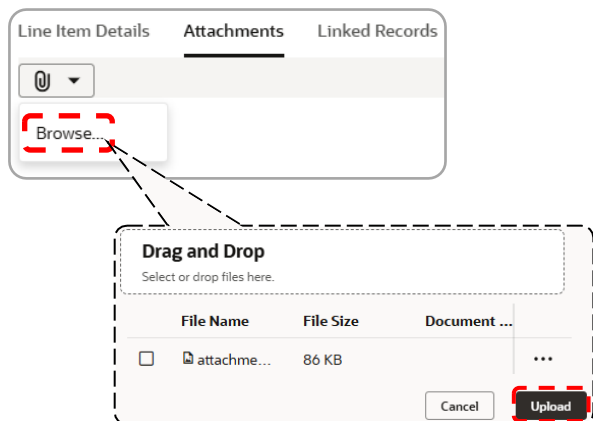 Line Item Details Attachments Linked Records
Browse...
Drag and Drop
Select or drop files here.
File Name File Size Document ...
attachme... 86 KB ...
Cancel Upload